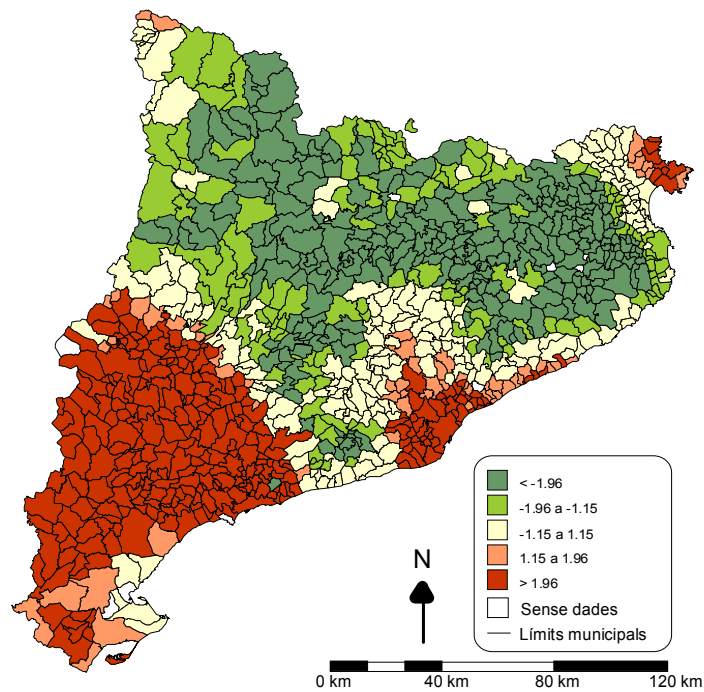 < -1.96
-1.96 a -1.15
-1.15 a 1.15
1.15 a 1.96
> 1.96
Sense dades
Límits municipals
N
0 km 40 km 80 km 120 km